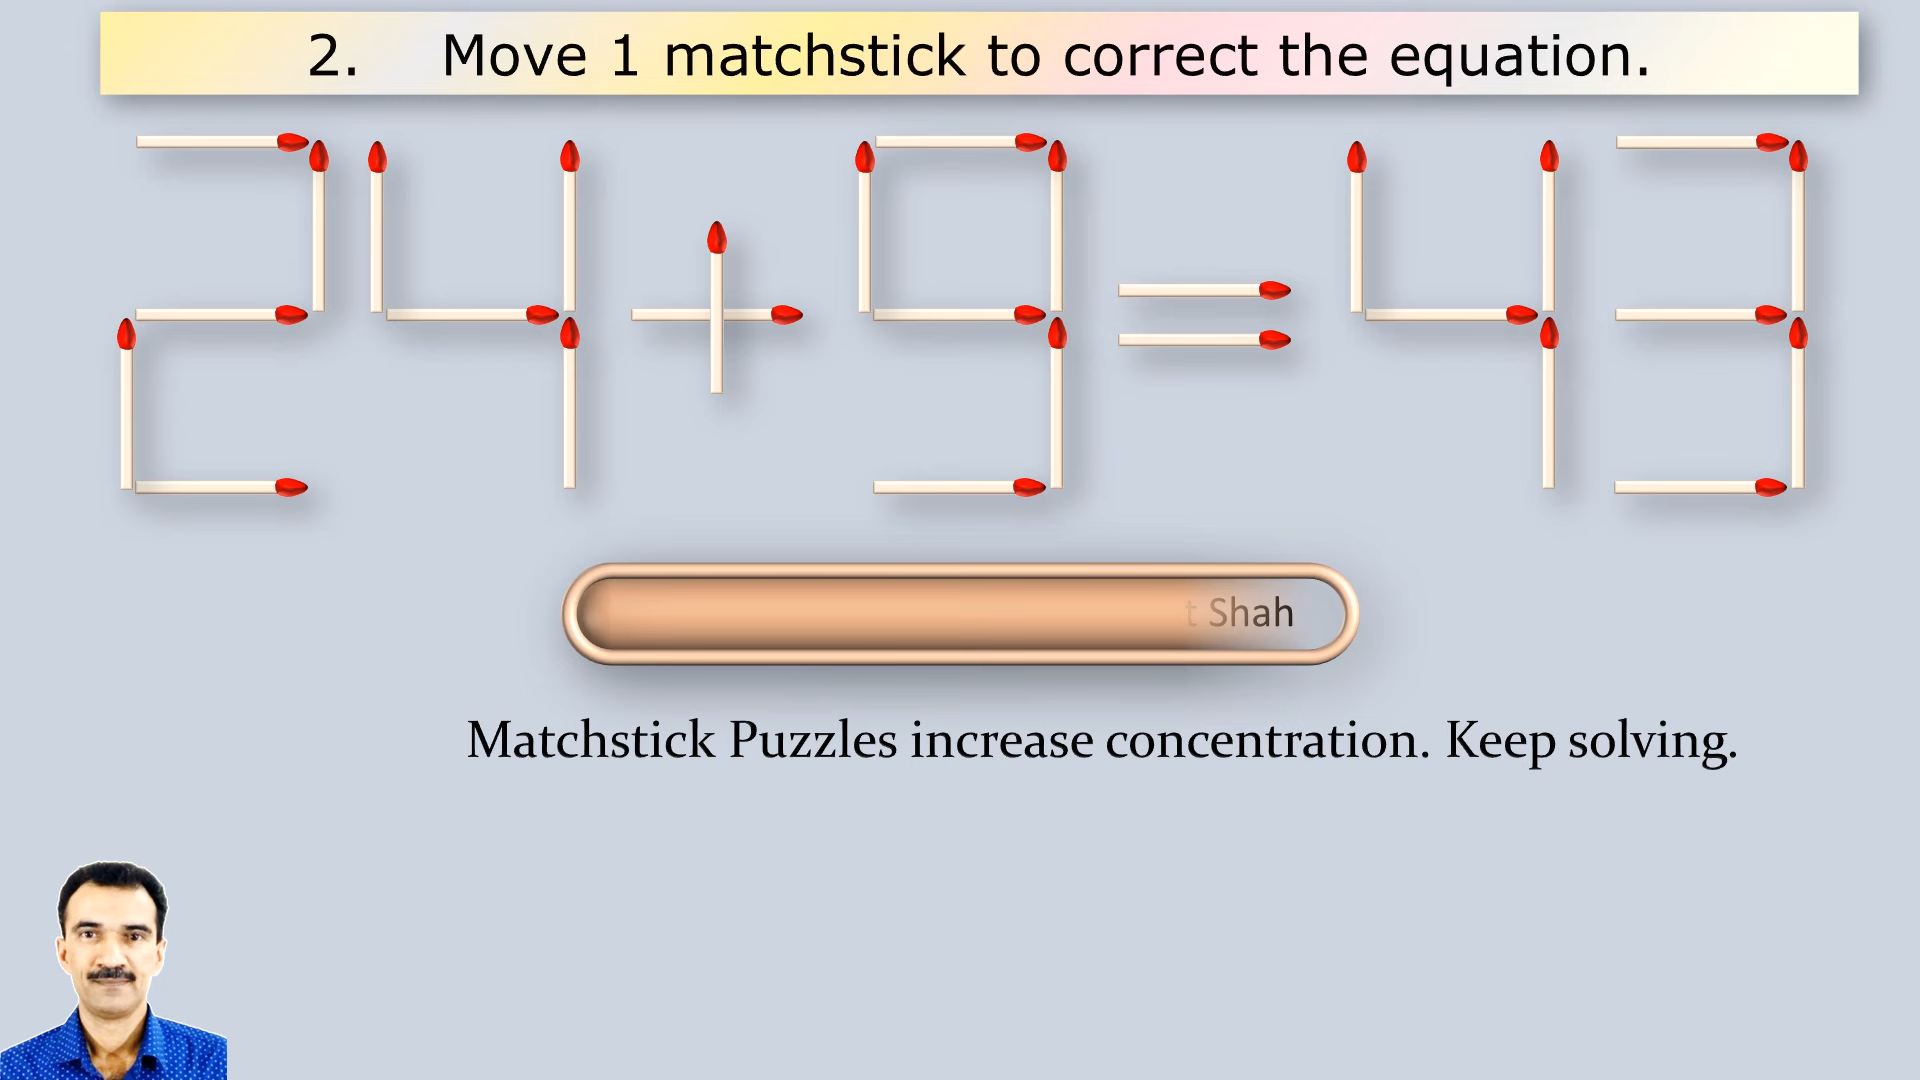 2. Move 1 matchstick to correct the equation.
24+9=43
Shah
Matchstick Puzzles increase concentration. Keep solving.